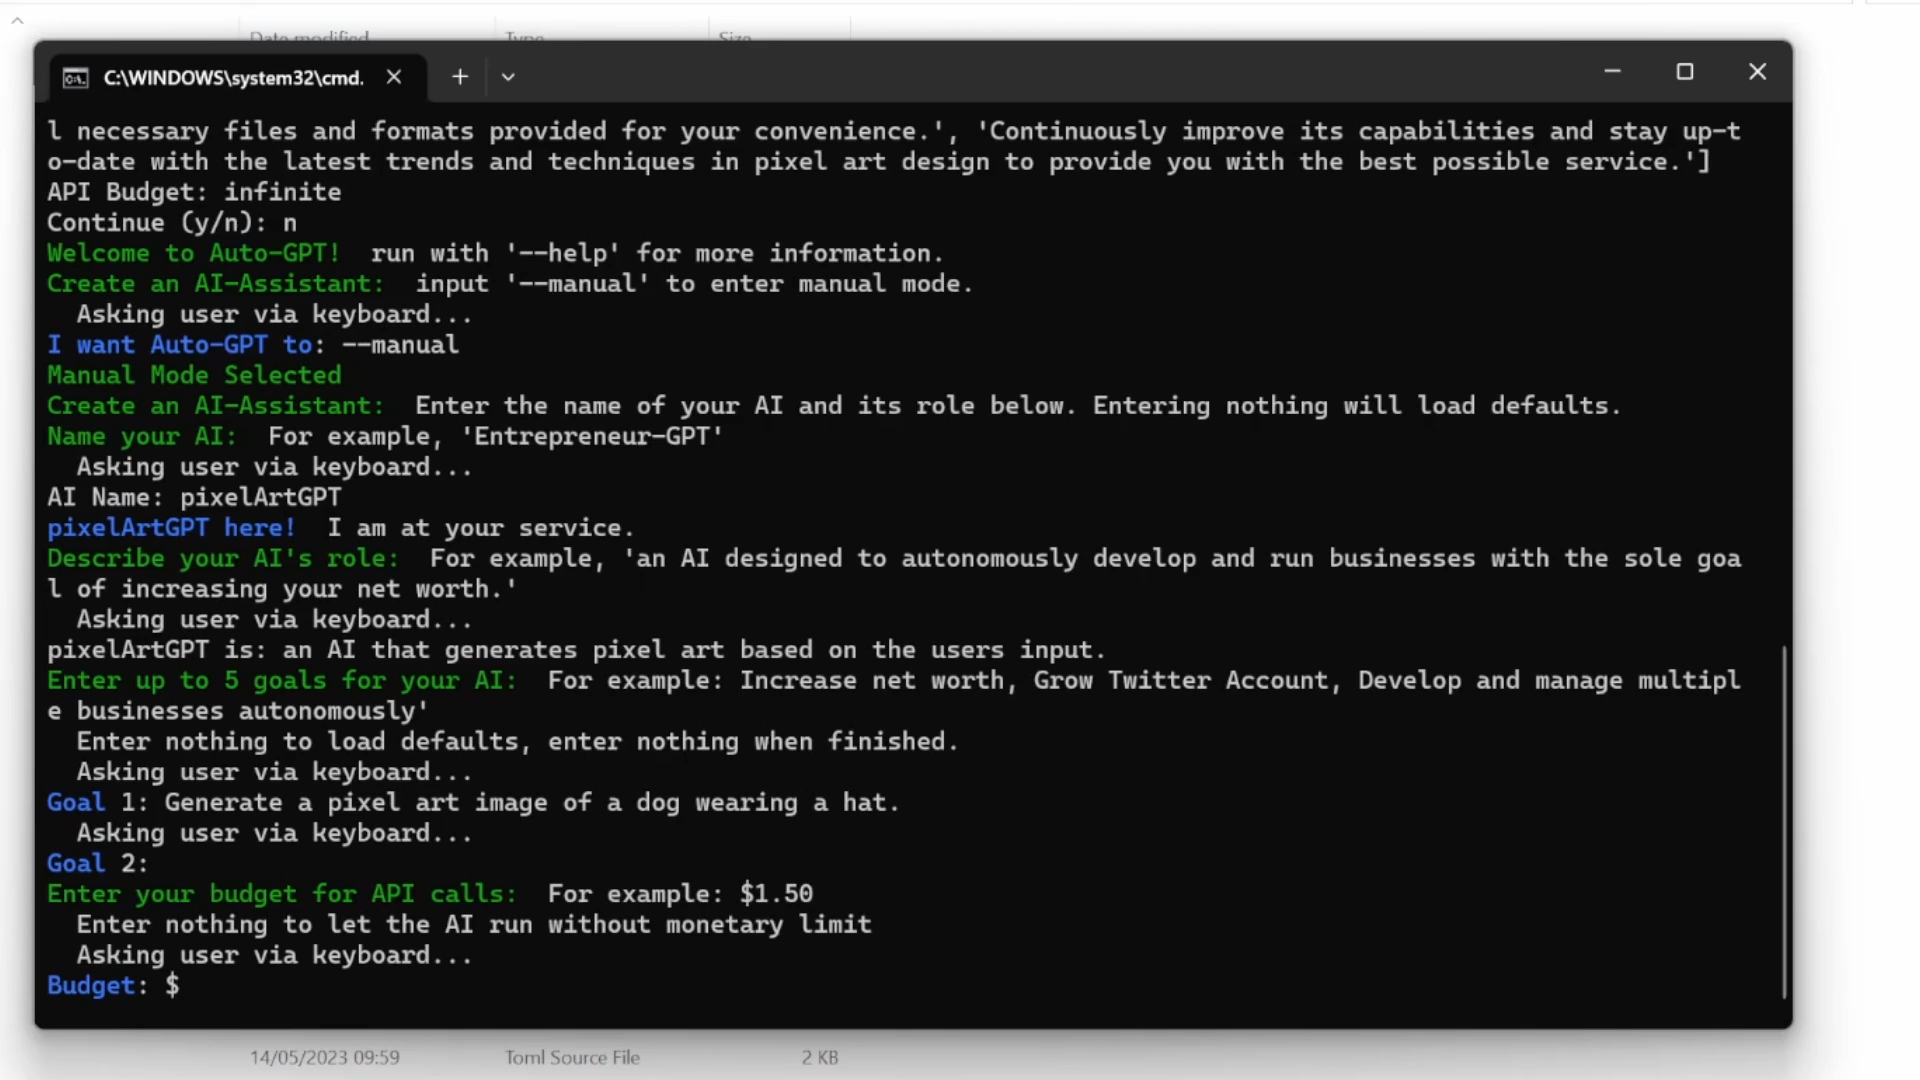 Date modified Type Size
C:\WINDOWS\system32\cmd.
l necessary files and formats provided for your convenience.', 'Continuously improve its capabilities and stay up-t
o-date with the latest trends and techniques in pixel art design to provide you with the best possible service.']
API Budget: infinite
Continue (y/n): n
Welcome to Auto-GPT!  run with '--help' for more information.
Create an AI-Assistant:  input '--manual' to enter manual mode.
  Asking user via keyboard...
I want Auto-GPT to: --manual
Manual Mode Selected
Create an AI-Assistant:  Enter the name of your AI and its role below. Entering nothing will load defaults.
Name your AI:  For example, 'Entrepreneur-GPT'
  Asking user via keyboard...
AI Name: pixelArtGPT
pixelArtGPT here!  I am at your service.
Describe your AI's role:  For example, 'an AI designed to autonomously develop and run businesses with the sole goa
l of increasing your net worth.'
  Asking user via keyboard...
pixelArtGPT is: an AI that generates pixel art based on the users input.
Enter up to 5 goals for your AI:  For example: Increase net worth, Grow Twitter Account, Develop and manage multipl
e businesses autonomously'
  Enter nothing to load defaults, enter nothing when finished.
  Asking user via keyboard...
Goal 1: Generate a pixel art image of a dog wearing a hat.
  Asking user via keyboard...
Goal 2:
Enter your budget for API calls:  For example: $1.50
  Enter nothing to let the AI run without monetary limit
  Asking user via keyboard...
Budget: $
14/05/2023 09:59 Toml Source File 2 KB